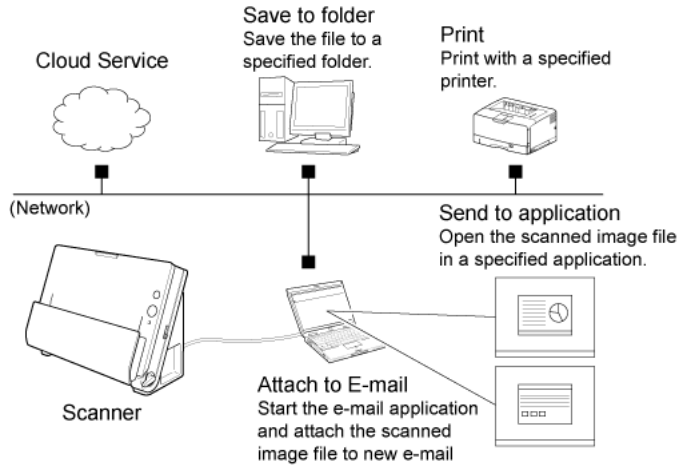 Cloud Service
Save to folder
Save the file to a
specified folder.
Print
Print with a specified
printer.
(Network)
Send to application
Open the scanned image file
in a specified application.
Scanner
Attach to E-mail
Start the e-mail application
and attach the scanned
image file to new e-mail